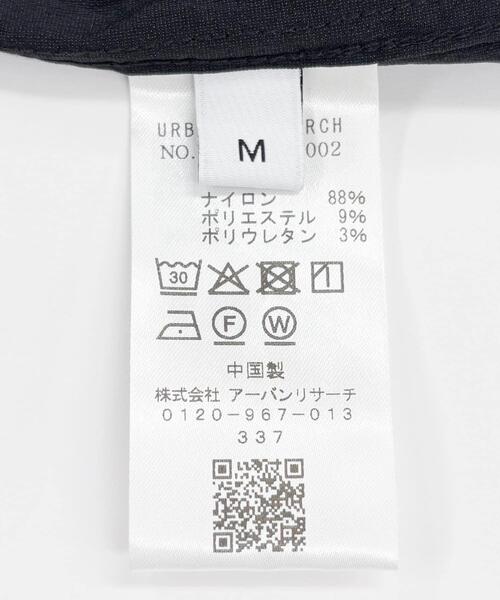 URB RCH
M
NO. 002
ナイロン 88%
ポリエステル 9%
ポリウレタン 3%
30
F W
中国製
株式会社 アーバンリサーチ
0120-967-013
337